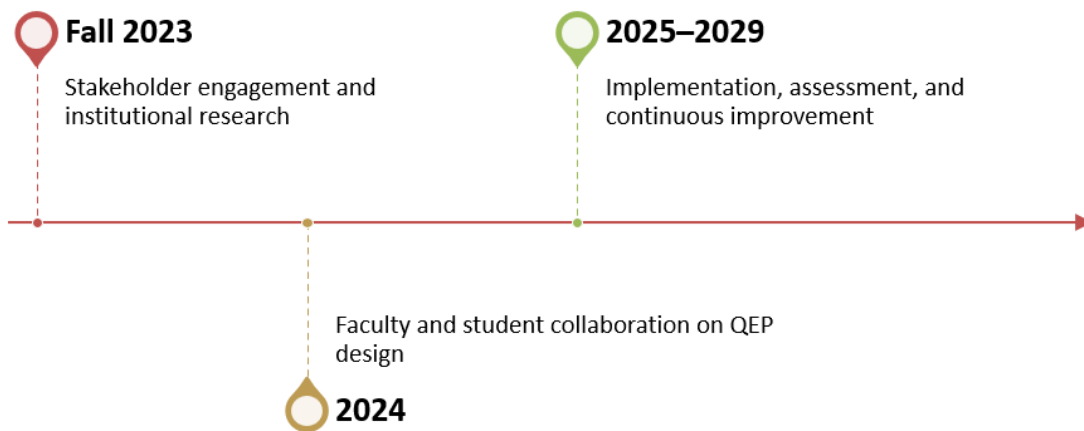 Fall 2023
Stakeholder engagement and
institutional research
2025–2029
Implementation, assessment, and
continuous improvement
Faculty and student collaboration on QEP
design
2024